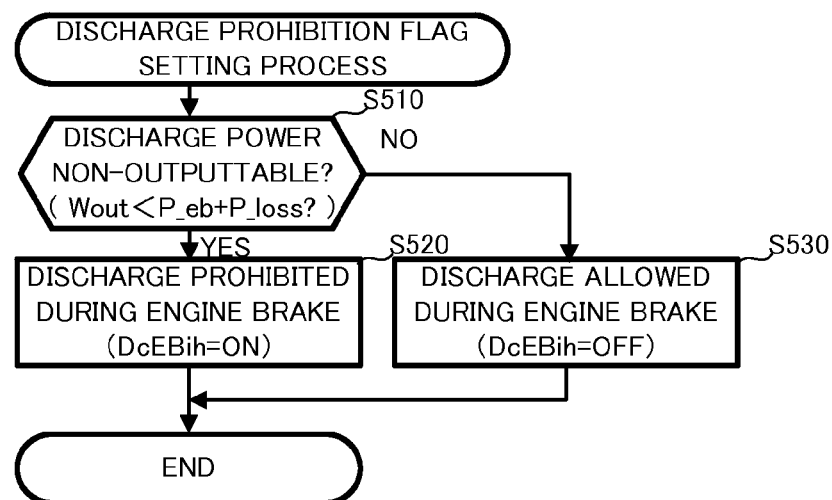 DISCHARGE PROHIBITION FLAG
SETTING PROCESS
S510
DISCHARGE POWER
NON-OUTPUTTABLE?
( Wout<P_eb+P_loss? )
NO
YES
S520
DISCHARGE PROHIBITED
DURING ENGINE BRAKE
(DcEBih=ON)
S530
DISCHARGE ALLOWED
DURING ENGINE BRAKE
(DcEBih=OFF)
END